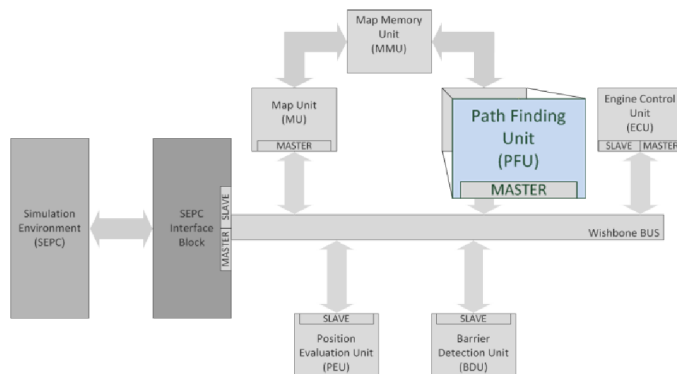 Map Memory
Unit
(MMU)
Map Unit
(MU)
MASTER
Path Finding
Unit
(PFU)
MASTER
Engine Control
Unit
(ECU)
SLAVE
MASTER
Simulation
Environment
(SEPC)
SEPC
Interface
Block
SLAVE
MASTER
Wishbone BUS
SLAVE
Position
Evaluation Unit
(PEU)
SLAVE
Barrier
Detection Unit
(BDU)